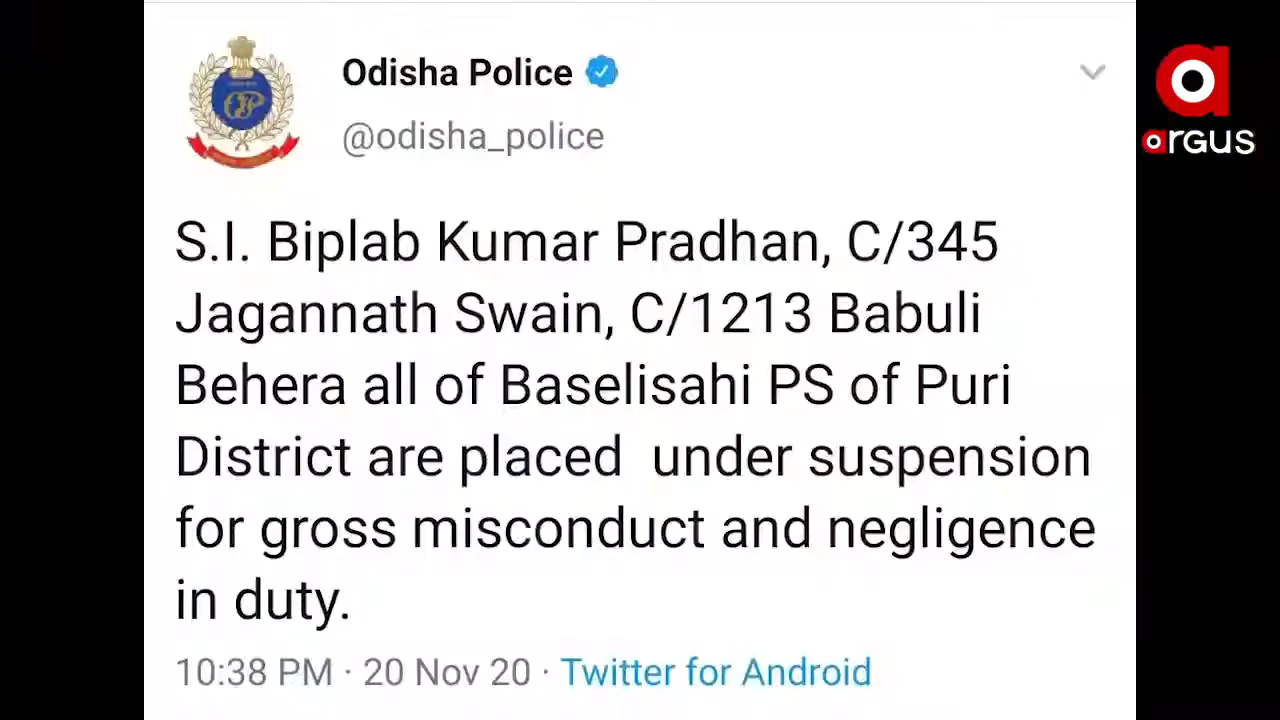 Odisha Police
@odisha_police
argus
S.I. Biplab Kumar Pradhan, C/345
Jagannath Swain, C/1213 Babuli
Behera all of Baselisahi PS of Puri
District are placed  under suspension
for gross misconduct and negligence
in duty.
10:38 PM · 20 Nov 20 · Twitter for Android